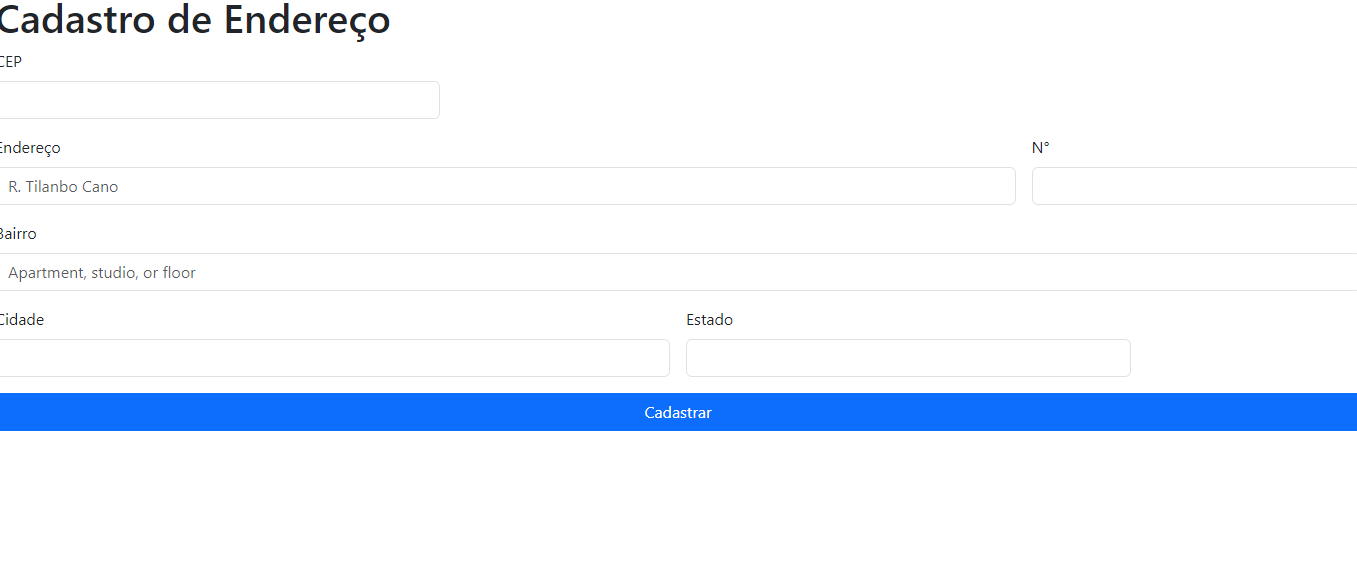 Cadastro de Endereço
CEP
Endereço
N°
R. Tilanbo Cano
Bairro
Apartment, studio, or floor
Cidade
Estado
Cadastrar